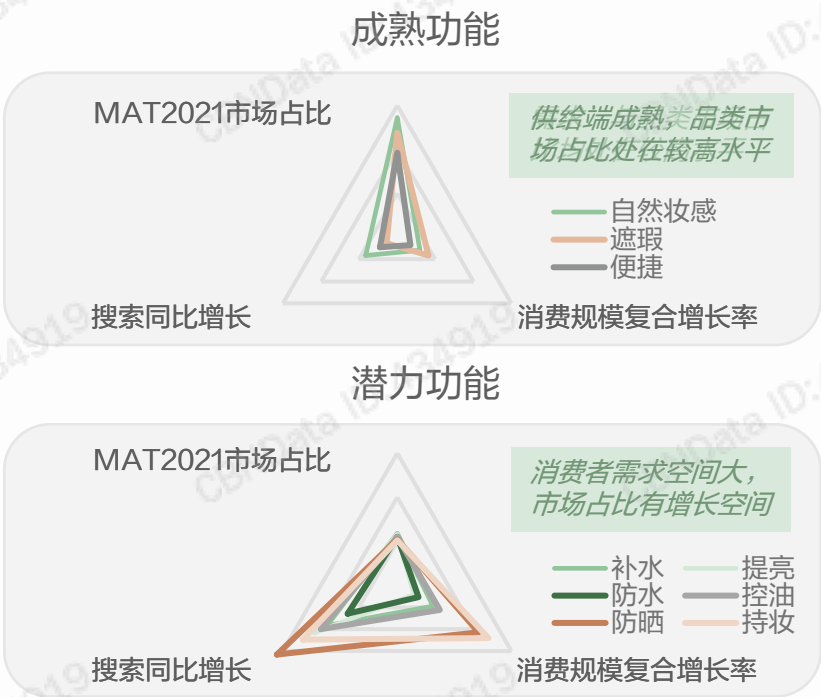 成熟功能
MAT2021市场占比
供给端成熟，品类市
场占比处在较高水平
自然妆感
遮瑕
便捷
搜索同比增长
消费规模复合增长率
潜力功能
MAT2021市场占比
消费者需求空间大，
市场占比有增长空间
补水 提亮
防水 控油
防晒 持妆
搜索同比增长
消费规模复合增长率